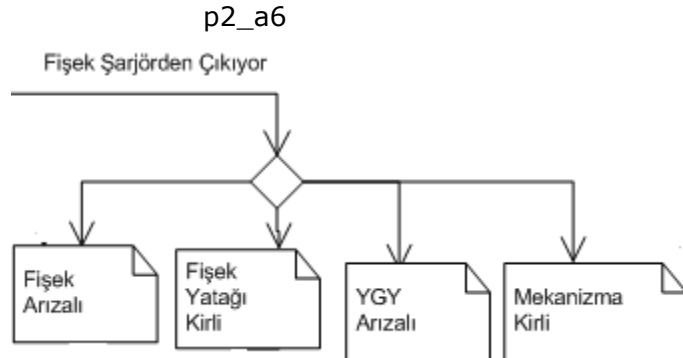 p2_a6
Fişek Şarjörden Çıkıyor
Fişek
Arızalı
Fişek
Yatağı
Kirli
YGY
Arızalı
Mekanizma
Kirli